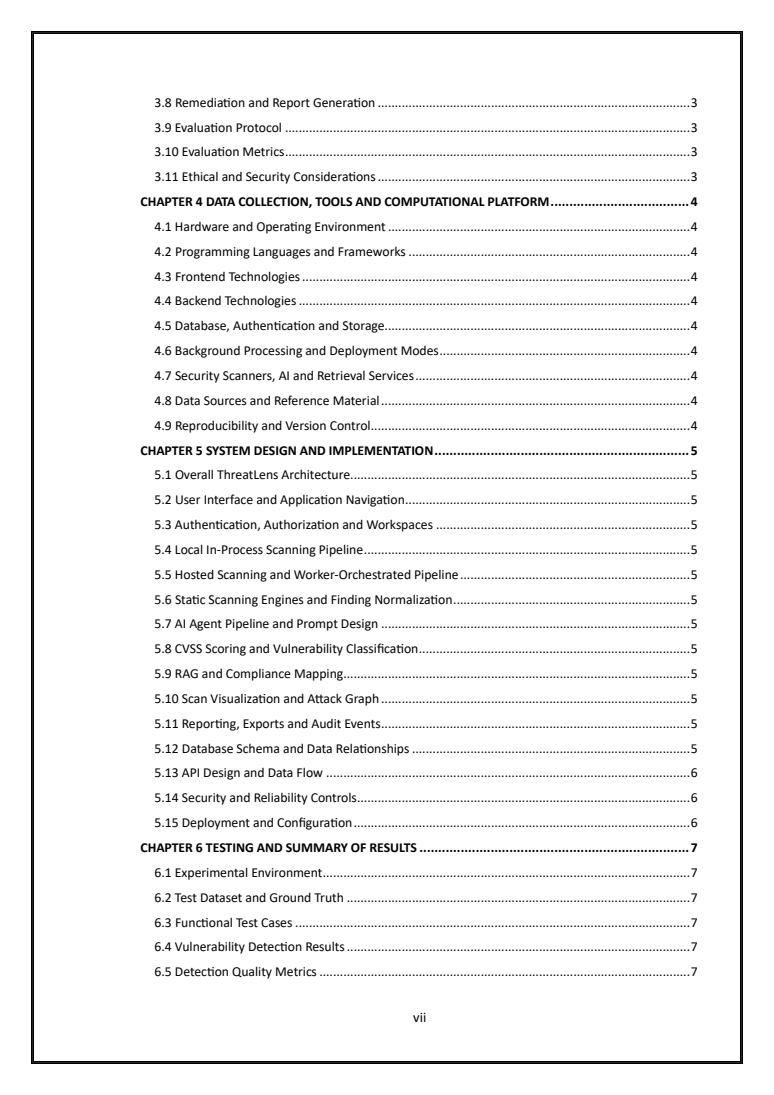 3.8 Remediation and Report Generation ....................................................................................................3
3.9 Evaluation Protocol ....................................................................................................3
3.10 Evaluation Metrics....................................................................................................3
3.11 Ethical and Security Considerations ....................................................................................................3
CHAPTER 4 DATA COLLECTION, TOOLS AND COMPUTATIONAL PLATFORM....................................4
4.1 Hardware and Operating Environment ....................................................................................................4
4.2 Programming Languages and Frameworks ....................................................................................................4
4.3 Frontend Technologies ....................................................................................................4
4.4 Backend Technologies ....................................................................................................4
4.5 Database, Authentication and Storage....................................................................................................4
4.6 Background Processing and Deployment Modes....................................................................................................4
4.7 Security Scanners, AI and Retrieval Services ....................................................................................................4
4.8 Data Sources and Reference Material ....................................................................................................4
4.9 Reproducibility and Version Control....................................................................................................4
CHAPTER 5 SYSTEM DESIGN AND IMPLEMENTATION....................................................................5
5.1 Overall ThreatLens Architecture....................................................................................................5
5.2 User Interface and Application Navigation....................................................................................................5
5.3 Authentication, Authorization and Workspaces ....................................................................................................5
5.4 Local In-Process Scanning Pipeline....................................................................................................5
5.5 Hosted Scanning and Worker-Orchestrated Pipeline ....................................................................................................5
5.6 Static Scanning Engines and Finding Normalization....................................................................................................5
5.7 AI Agent Pipeline and Prompt Design ....................................................................................................5
5.8 CVSS Scoring and Vulnerability Classification....................................................................................................5
5.9 RAG and Compliance Mapping....................................................................................................5
5.10 Scan Visualization and Attack Graph ....................................................................................................5
5.11 Reporting, Exports and Audit Events....................................................................................................5
5.12 Database Schema and Data Relationships ....................................................................................................5
5.13 API Design and Data Flow ....................................................................................................6
5.14 Security and Reliability Controls....................................................................................................6
5.15 Deployment and Configuration ....................................................................................................6
CHAPTER 6 TESTING AND SUMMARY OF RESULTS ....................................................................7
6.1 Experimental Environment....................................................................................................7
6.2 Test Dataset and Ground Truth ....................................................................................................7
6.3 Functional Test Cases ....................................................................................................7
6.4 Vulnerability Detection Results ....................................................................................................7
6.5 Detection Quality Metrics ....................................................................................................7
vii